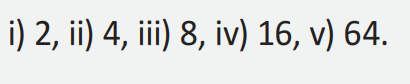 i) 2, ii) 4, iii) 8, iv) 16, v) 64.